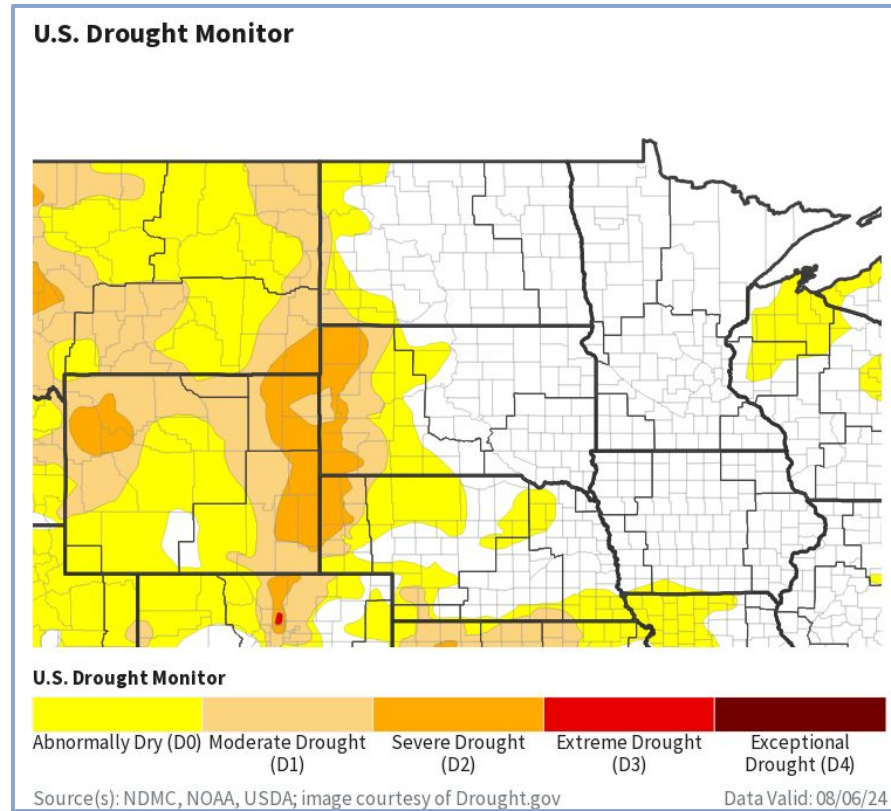 U.S. Drought Monitor
U.S. Drought Monitor
Abnormally Dry (D0)
Moderate Drought
(D1)
Severe Drought
(D2)
Extreme Drought
(D3)
Exceptional
Drought (D4)
Source(s): NDMC, NOAA, USDA; image courtesy of Drought.gov
Data Valid: 08/06/24